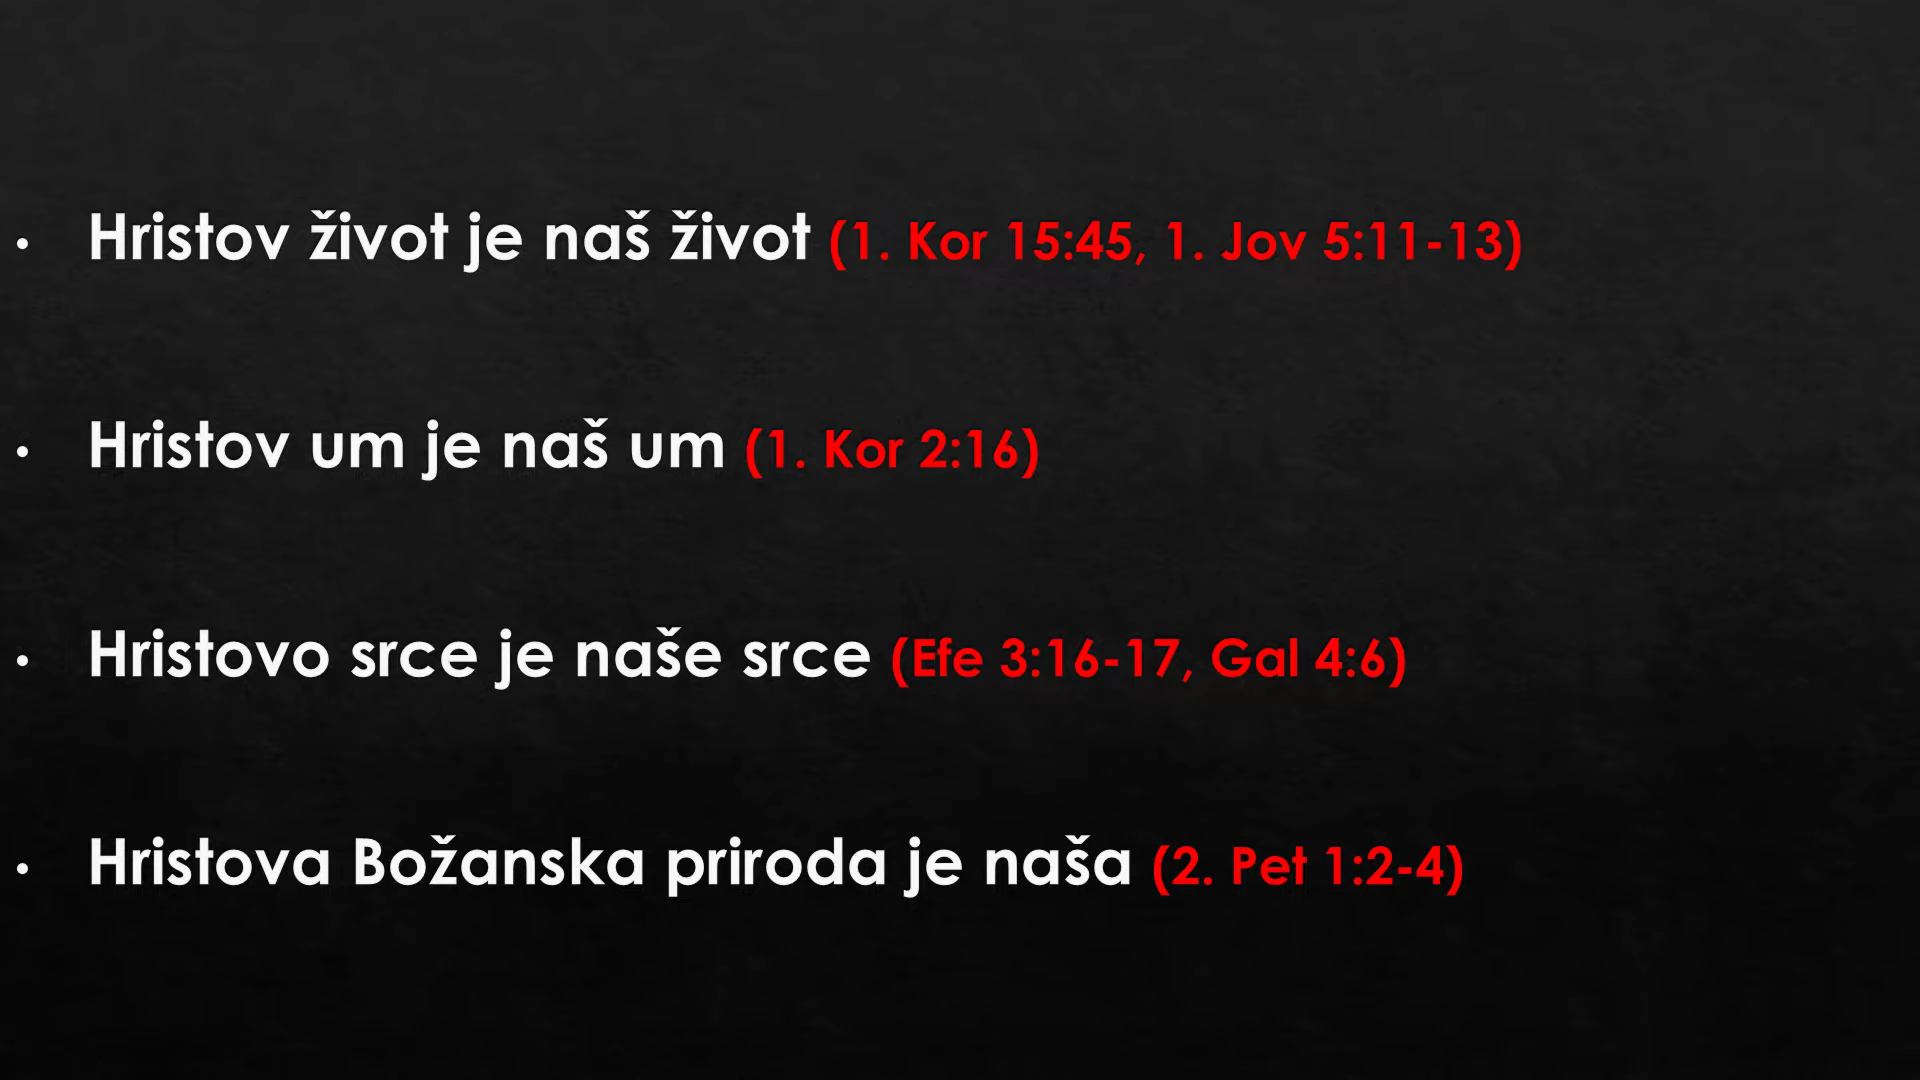 • Hristov život je naš život (1. Kor 15:45, 1. Jov 5:11-13)
• Hristov um je naš um (1. Kor 2:16)
• Hristovo srce je naše srce (Efe 3:16-17, Gal 4:6)
• Hristova Božanska priroda je naša (2. Pet 1:2-4)